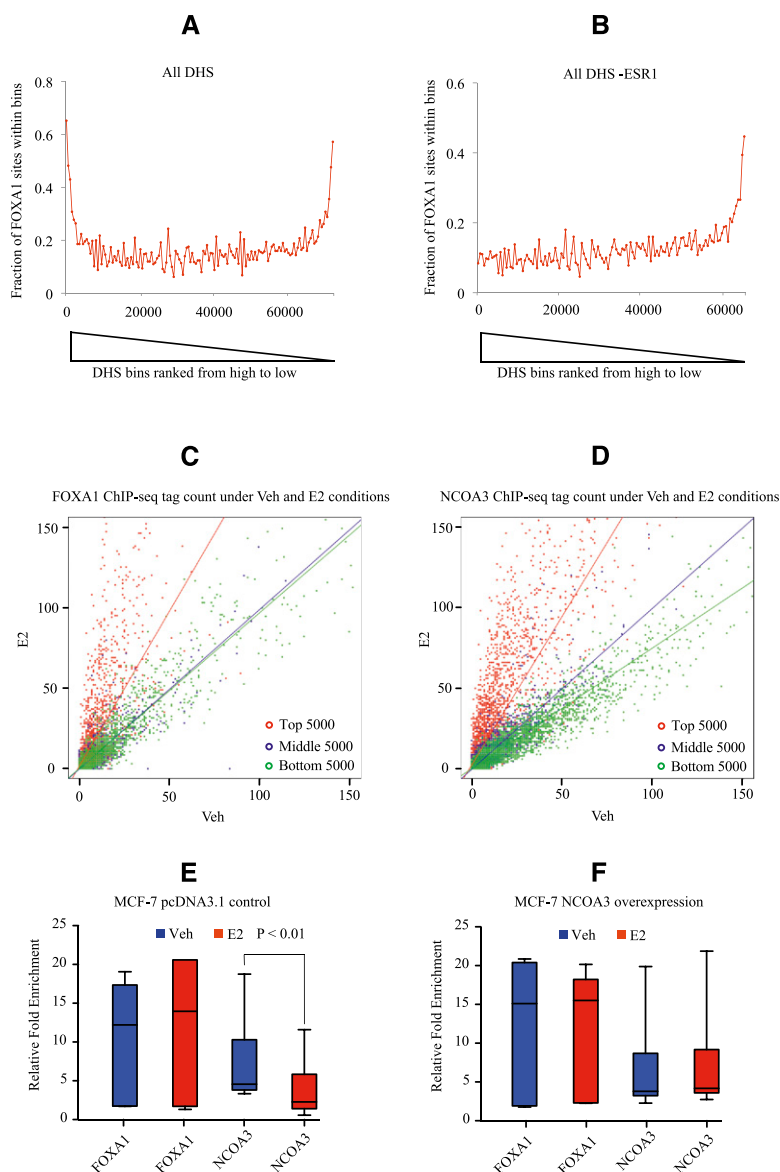 A
All DHS
Fraction of FOXA1 sites within bins
0.8
0.6
0.4
0.2
0
0
20000
40000
60000
DHS bins ranked from high to low
B
All DHS -ESR1
Fraction of FOXA1 sites within bins
0.6
0.4
0.2
0
0
20000
40000
60000
DHS bins ranked from high to low
C
FOXA1 ChIP-seq tag count under Veh and E2 conditions
150
100
50
0
E2
Top 5000
Middle 5000
Bottom 5000
0
50
100
150
Veh
D
NCOA3 ChIP-seq tag count under Veh and E2 conditions
150
100
50
0
E2
Top 5000
Middle 5000
Bottom 5000
0
50
100
150
Veh
E
MCF-7 pcDNA3.1 control
Veh E2 P < 0.01
Relative Fold Enrichment
25
20
15
10
5
0
FOXA1
FOXA1
NCOA3
NCOA3
F
MCF-7 NCOA3 overexpression
Veh E2
Relative Fold Enrichment
25
20
15
10
5
0
FOXA1
FOXA1
NCOA3
NCOA3